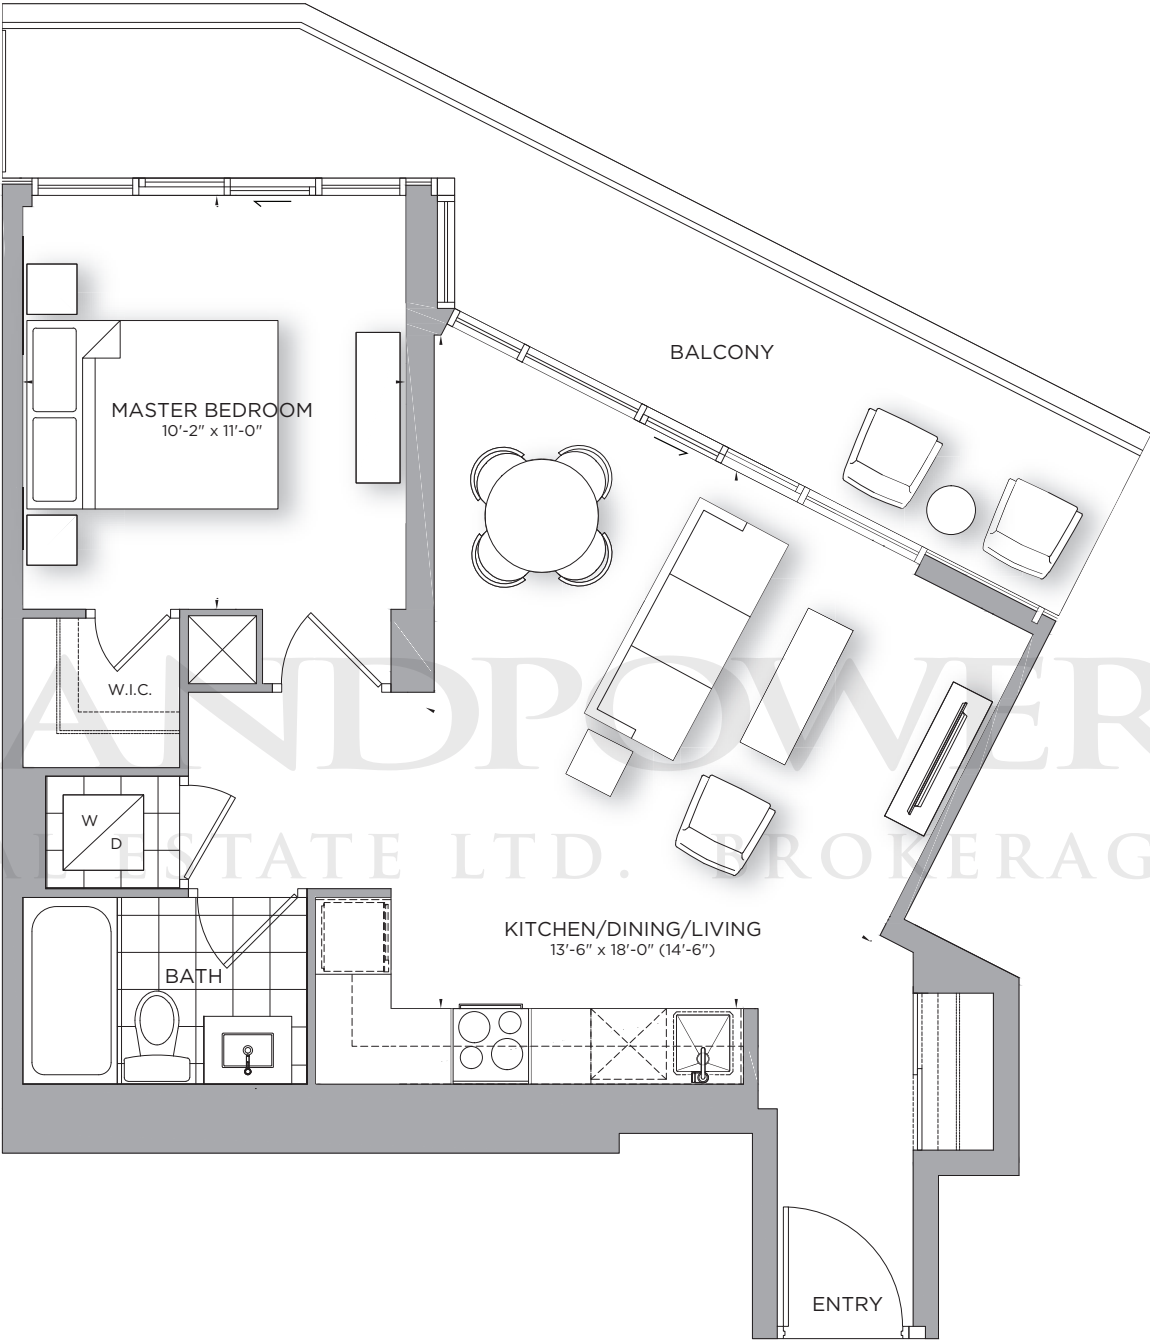 BALCONY
MASTER BEDROOM
10'-2" x 11'-0"
W.I.C.
ANDPOWER
W
D
AL ESTATE LTD. BROKERAG
KITCHEN/DINING/LIVING
13'-6" x 18'-0" (14'-6")
BATH
ENTRY